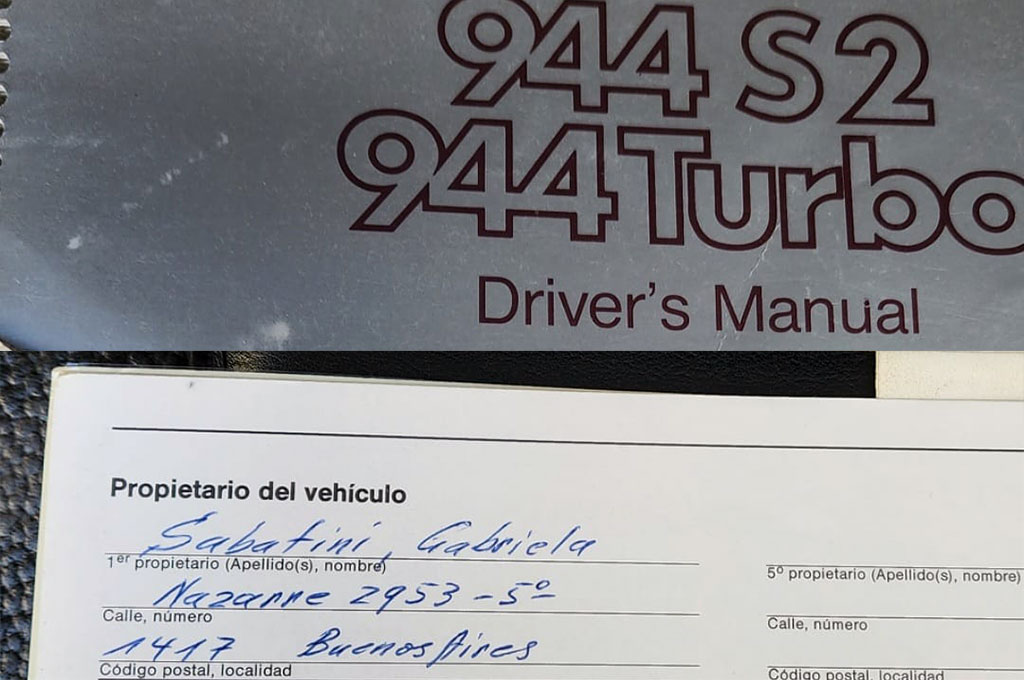 944 S2
944 Turbo
Driver's Manual
Propietario del vehículo
Sabatini, Gabriela
1er propietario (Apellido(s), nombre)
5º propietario (Apellido(s), nombre)
Nazarre 2953 - 5º
Calle, número
Calle, número
1417 Buenos Aires
Código postal, localidad
Código postal, localidad